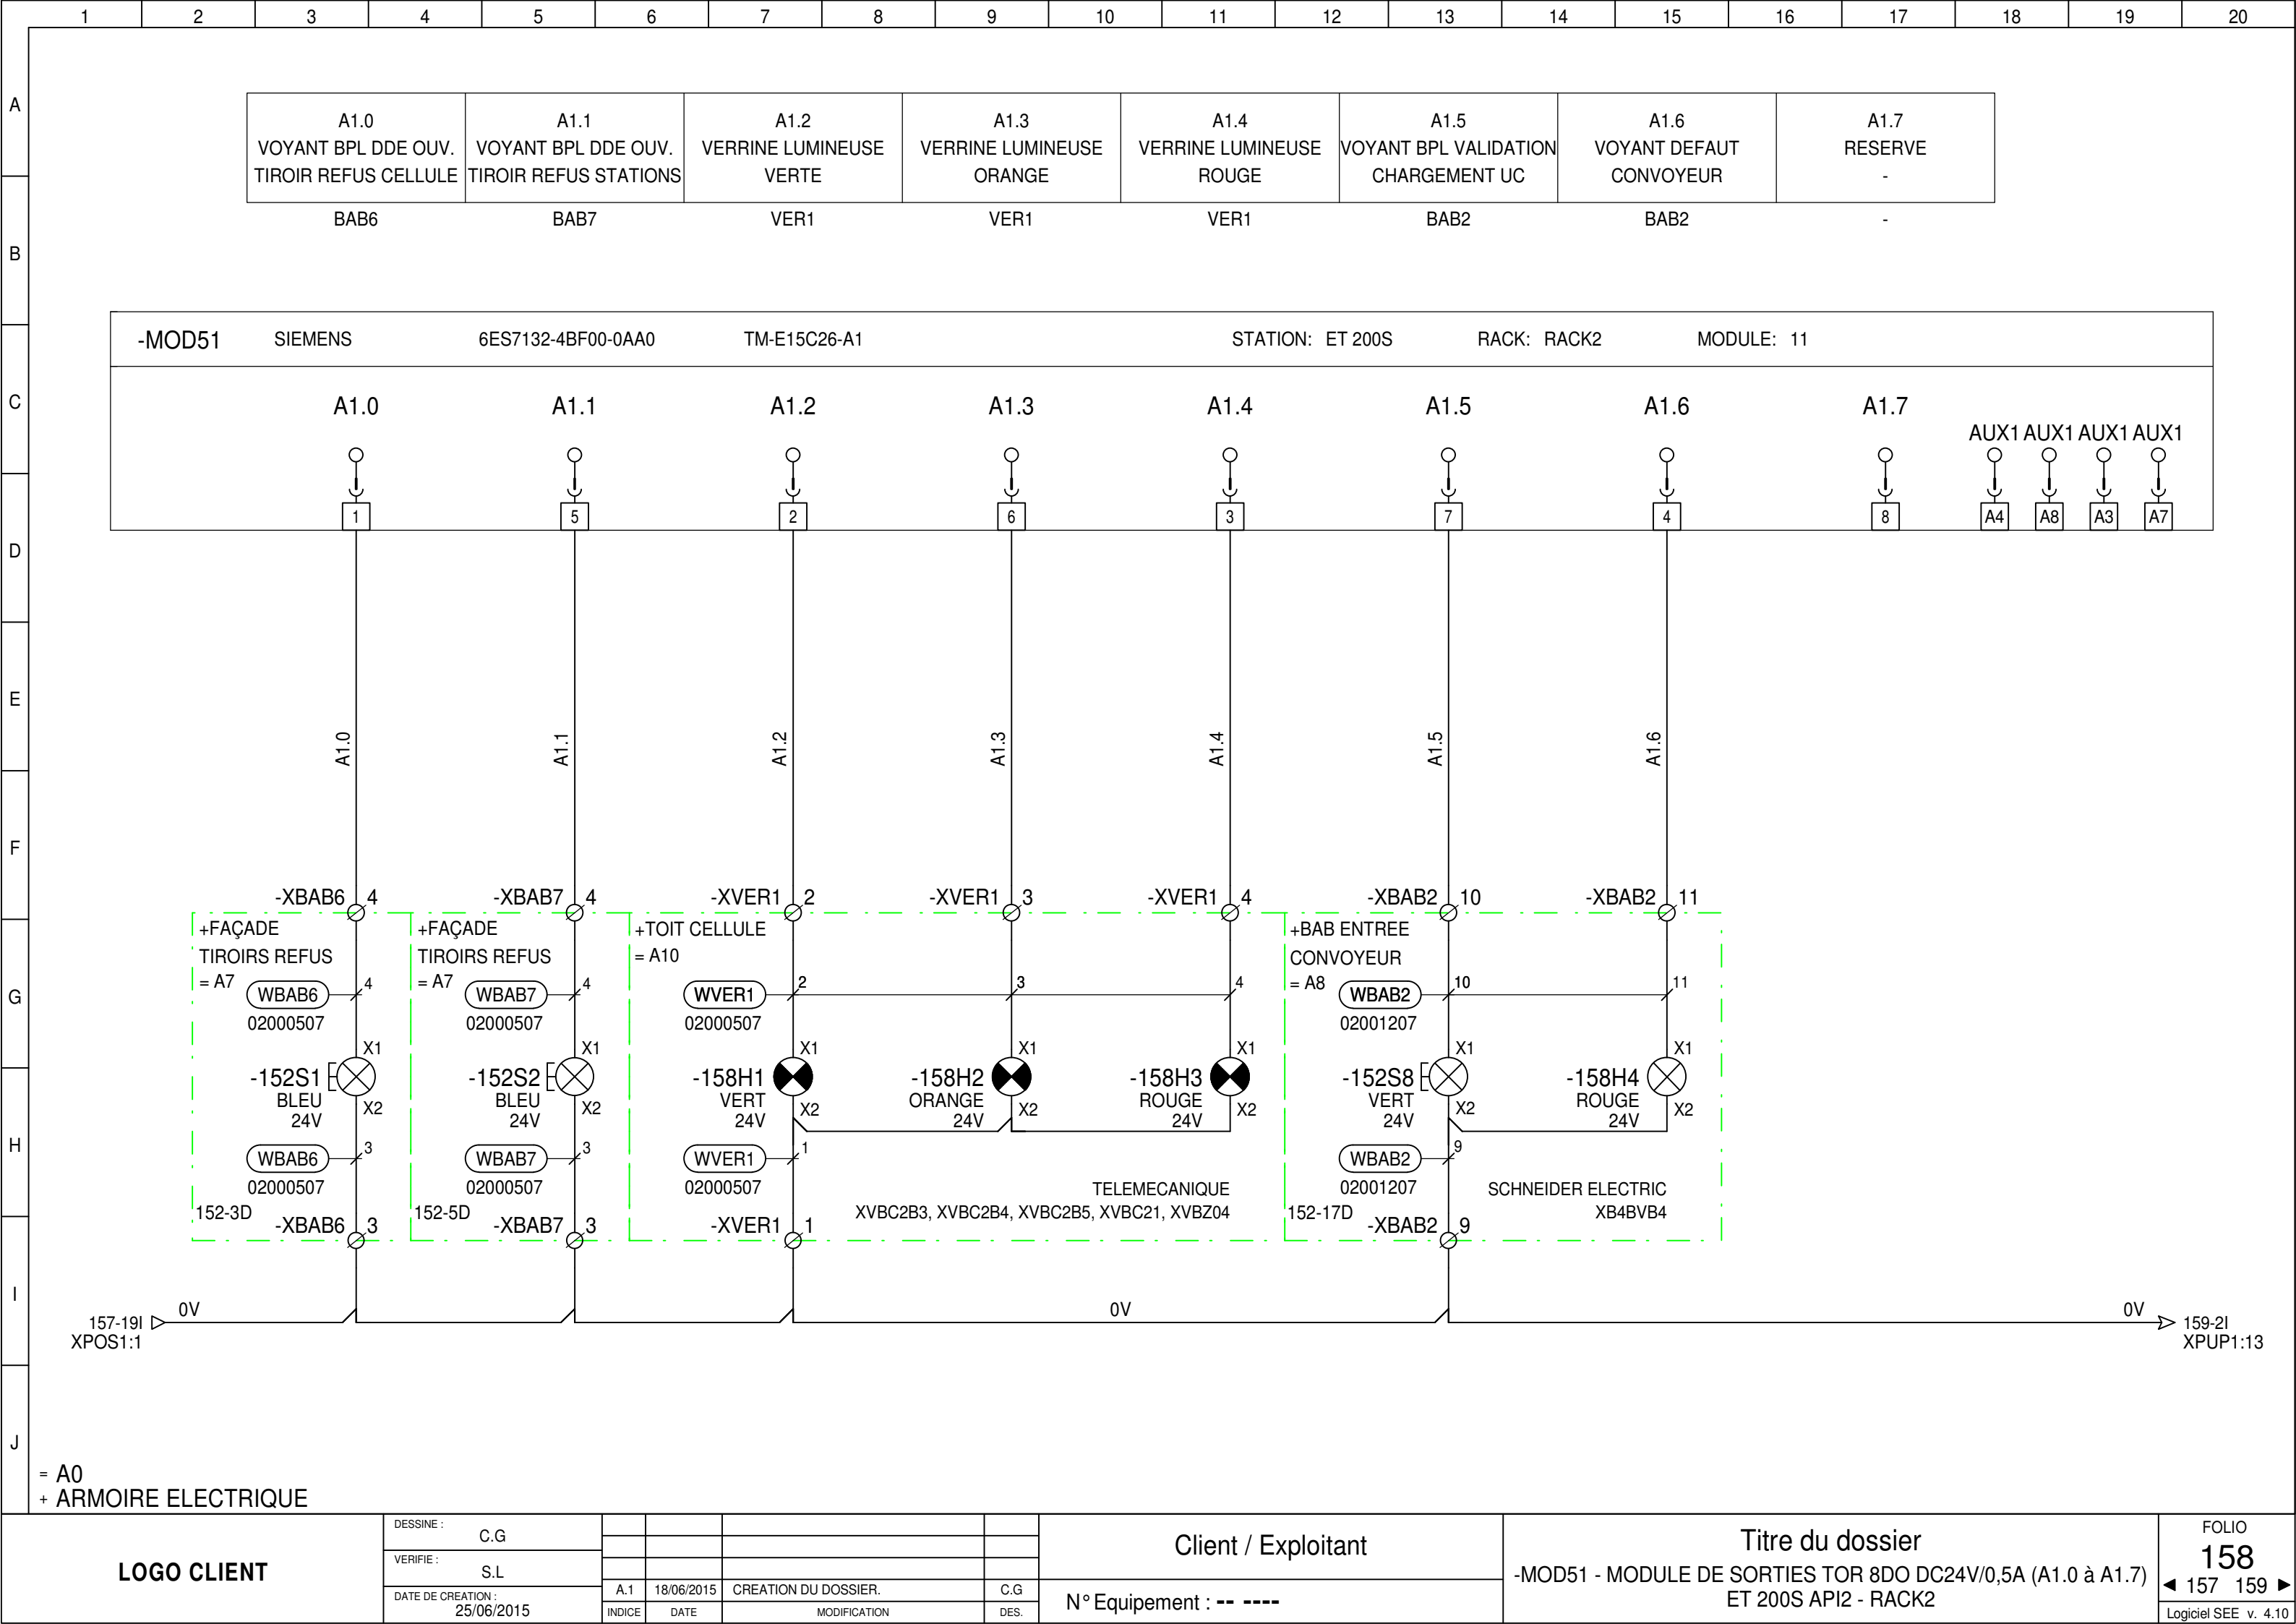 1 2 3 4 5 6 7 8 9 10 11 12 13 14 15 16 17 18 19 20
A
A1.0 A1.1 A1.2 A1.3 A1.4 A1.5 A1.6 A1.7
VOYANT BPL DDE OUV. VOYANT BPL DDE OUV. VERRINE LUMINEUSE VERRINE LUMINEUSE VERRINE LUMINEUSE VOYANT BPL VALIDATION VOYANT DEFAUT RESERVE
TIROIR REFUS CELLULE TIROIR REFUS STATIONS VERTE ORANGE ROUGE CHARGEMENT UC CONVOYEUR -
BAB6 BAB7 VER1 VER1 VER1 BAB2 BAB2 -
B
-MOD51 SIEMENS 6ES7132-4BF00-0AA0 TM-E15C26-A1 STATION: ET 200S RACK: RACK2 MODULE: 11
C
A1.0 A1.1 A1.2 A1.3 A1.4 A1.5 A1.6 A1.7
AUX1 AUX1 AUX1 AUX1
1 5 2 6 3 7 4 8 A4 A8 A3 A7
D
E
A1.0 A1.1 A1.2 A1.3 A1.4 A1.5 A1.6
F
-XBAB6 4 -XBAB7 4 -XVER1 2 -XVER1 3 -XVER1 4 -XBAB2 10 -XBAB2 11
+FAÇADE +FAÇADE +TOIT CELLULE +BAB ENTREE
TIROIRS REFUS TIROIRS REFUS = A10 CONVOYEUR
= A7 = A7 = A8
G
WBAB6 4 WBAB7 4 WVER1 2 3 4 WBAB2 10 11
02000507 02000507 02000507 02001207
X1 X1 X1 X1 X1 X1 X1
-152S1 -152S2 -158H1 -158H2 -158H3 -152S8 -158H4
BLEU BLEU VERT ORANGE ROUGE VERT ROUGE
X2 X2 X2 X2 X2 X2 X2
24V 24V 24V 24V 24V 24V 24V
H
WBAB6 3 WBAB7 3 WVER1 1 WBAB2 9
02000507 02000507 02000507 02001207
TELEMECANIQUE SCHNEIDER ELECTRIC
XVBC2B3, XVBC2B4, XVBC2B5, XVBC21, XVBZ04 XB4BVB4
152-3D 152-5D 152-17D
-XBAB6 3 -XBAB7 3 -XVER1 1 -XBAB2 9
I
0V 0V 0V
157-19I 159-2I
XPOS1:1 XPUP1:13
J
= A0
+ ARMOIRE ELECTRIQUE
LOGO CLIENT
DESSINE :
C.G
VERIFIE :
S.L
DATE DE CREATION :
25/06/2015
A.1 18/06/2015 CREATION DU DOSSIER. C.G
INDICE DATE MODIFICATION DES.
Client / Exploitant
N° Equipement : -- ----
Titre du dossier
-MOD51 - MODULE DE SORTIES TOR 8DO DC24V/0,5A (A1.0 à A1.7)
ET 200S API2 - RACK2
FOLIO
158
157 159
Logiciel SEE v. 4.10